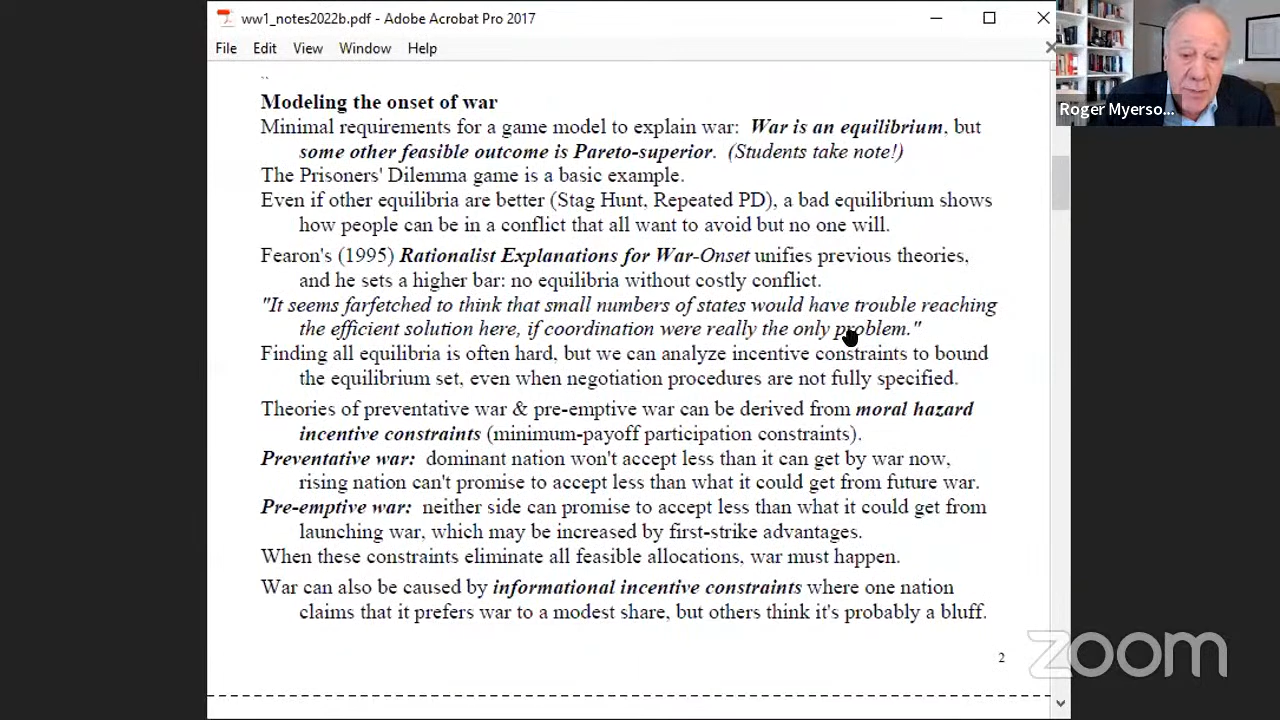 ww1_notes2022b.pdf - Adobe Acrobat Pro 2017
File Edit View Window Help
Roger Myerso...
``
Modeling the onset of war
Minimal requirements for a game model to explain war: War is an equilibrium, but
some other feasible outcome is Pareto-superior. (Students take note!)
The Prisoners' Dilemma game is a basic example.
Even if other equilibria are better (Stag Hunt, Repeated PD), a bad equilibrium shows
how people can be in a conflict that all want to avoid but no one will.
Fearon's (1995) Rationalist Explanations for War-Onset unifies previous theories,
and he sets a higher bar: no equilibria without costly conflict.
"It seems farfetched to think that small numbers of states would have trouble reaching
the efficient solution here, if coordination were really the only problem."
Finding all equilibria is often hard, but we can analyze incentive constraints to bound
the equilibrium set, even when negotiation procedures are not fully specified.
Theories of preventative war & pre-emptive war can be derived from moral hazard
incentive constraints (minimum-payoff participation constraints).
Preventative war: dominant nation won't accept less than it can get by war now,
rising nation can't promise to accept less than what it could get from future war.
Pre-emptive war: neither side can promise to accept less than what it could get from
launching war, which may be increased by first-strike advantages.
When these constraints eliminate all feasible allocations, war must happen.
War can also be caused by informational incentive constraints where one nation
claims that it prefers war to a modest share, but others think it's probably a bluff.
2
zoom